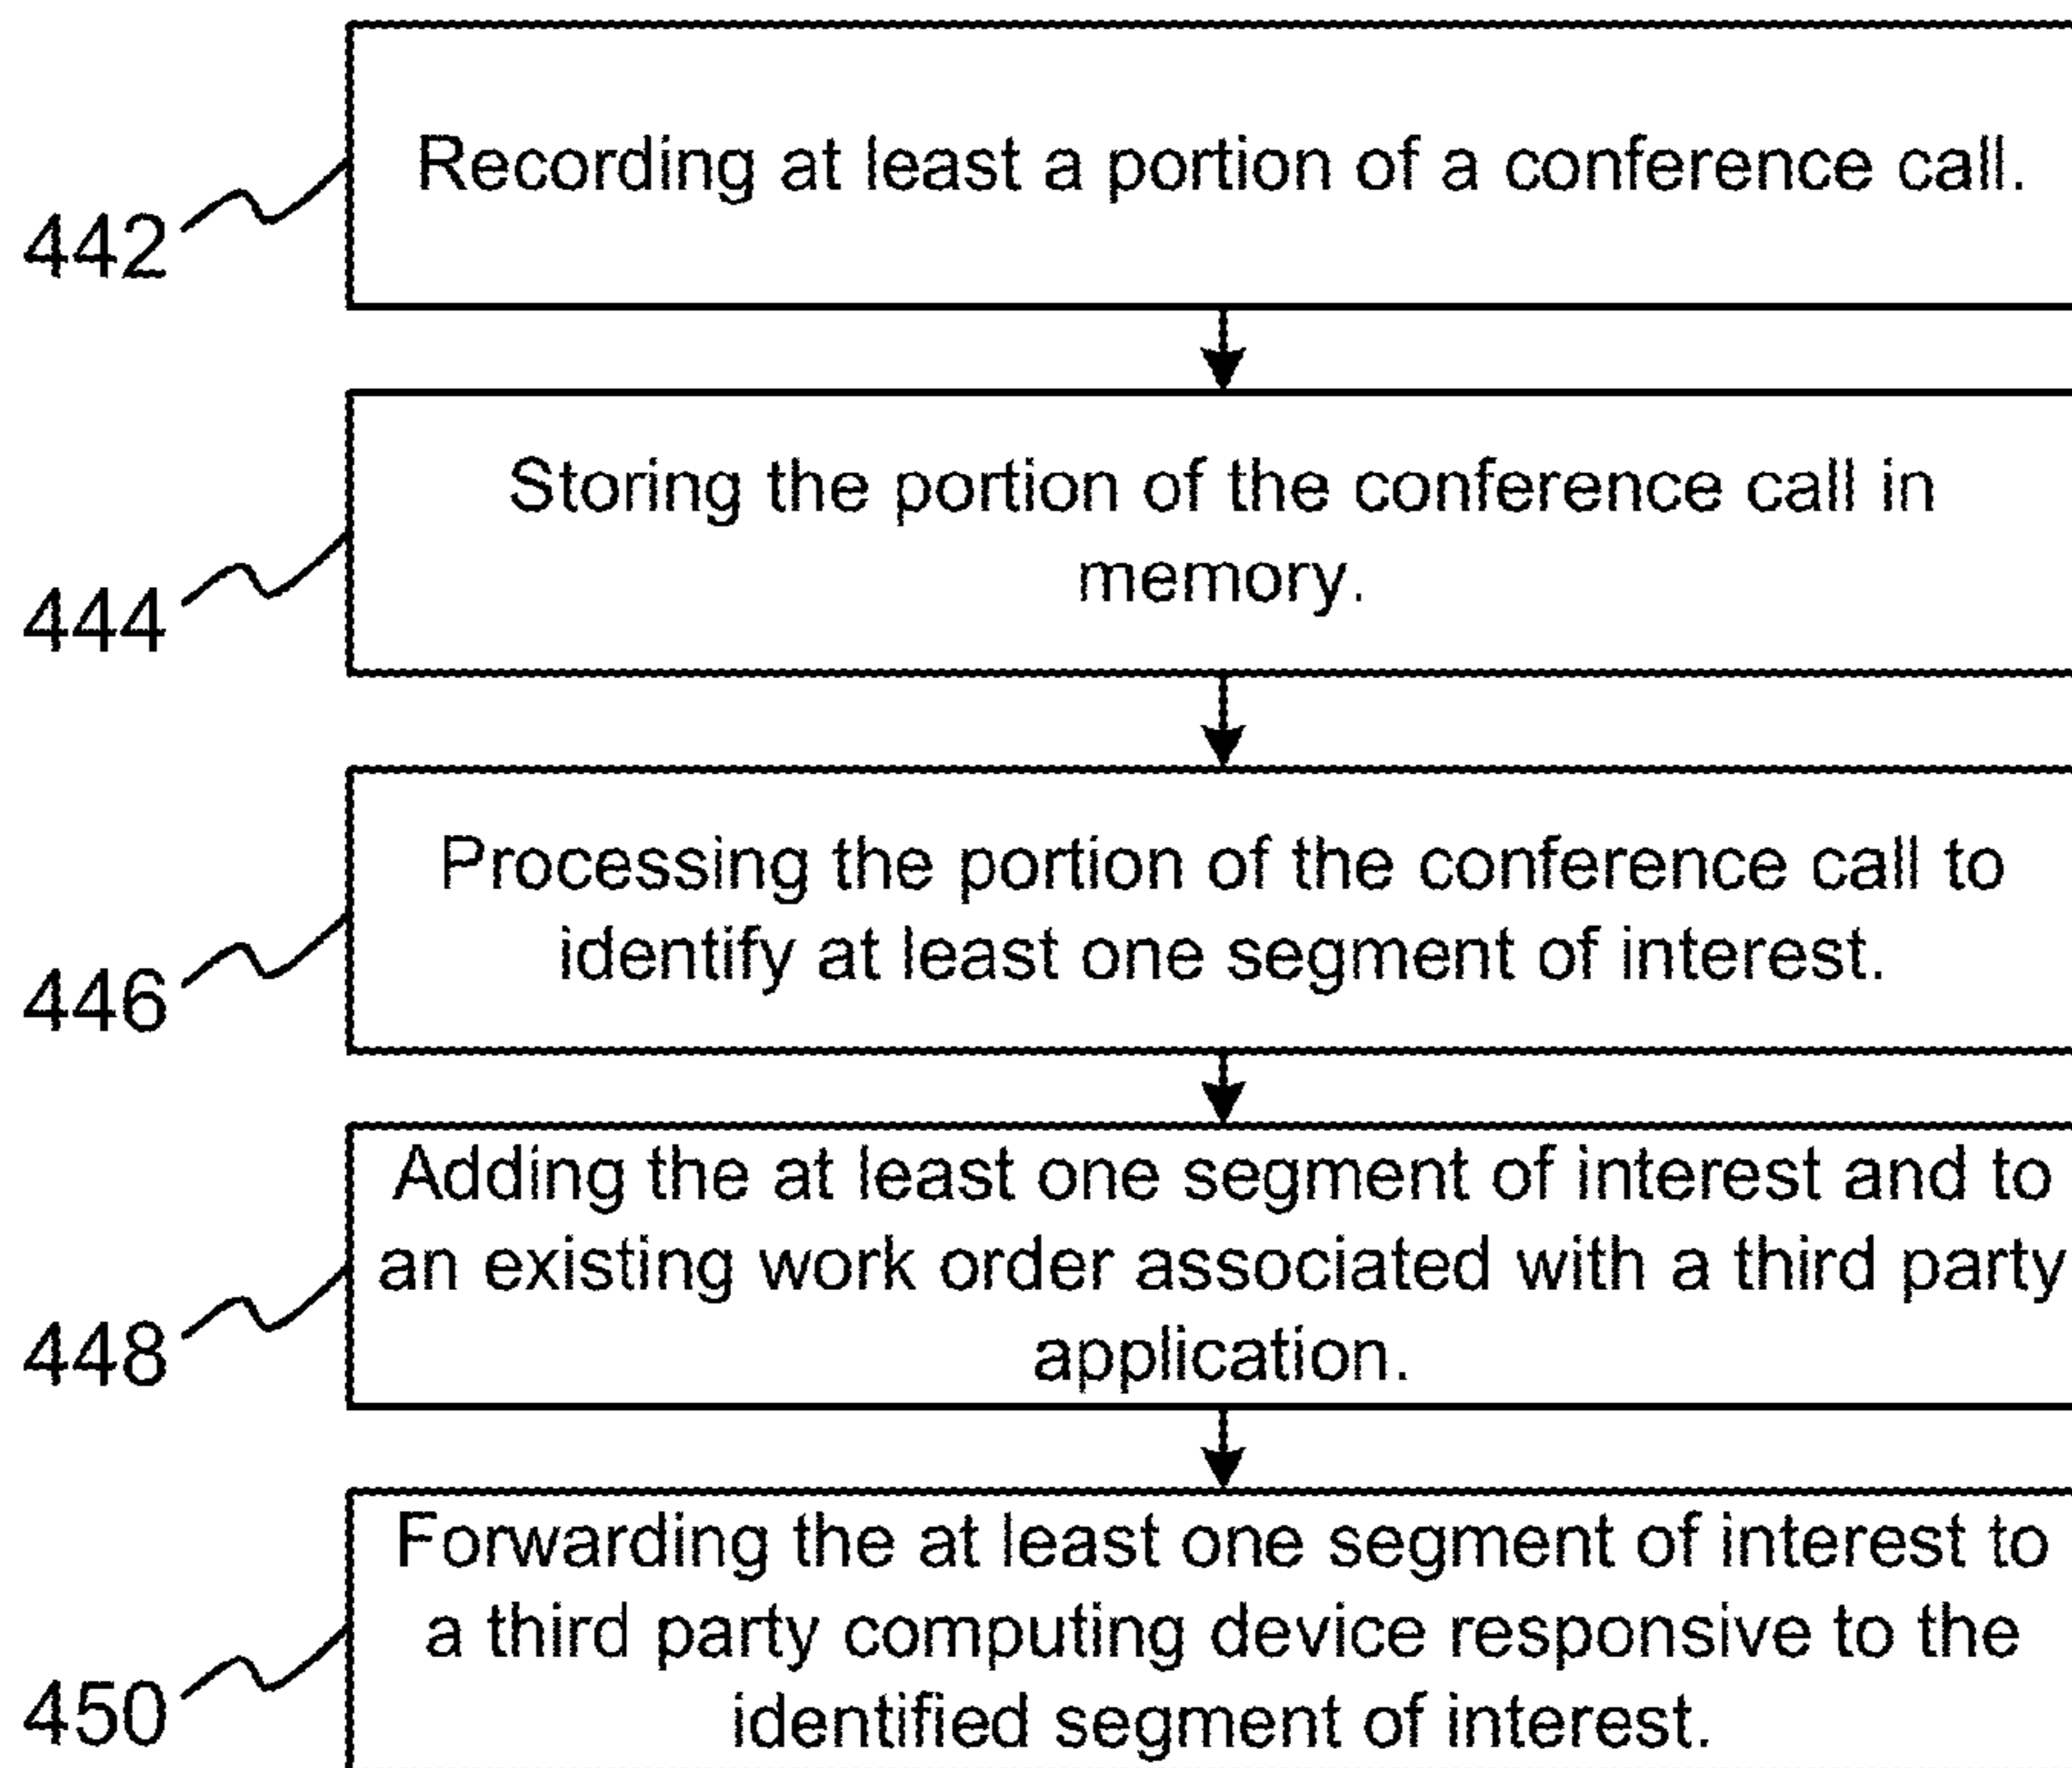 Recording at least a portion of a conference call.
442
Storing the portion of the conference call in
memory.
444
Processing the portion of the conference call to
identify at least one segment of interest.
446
Adding the at least one segment of interest and to
an existing work order associated with a third party
application.
448
Forwarding the at least one segment of interest to
a third party computing device responsive to the
identified segment of interest.
450